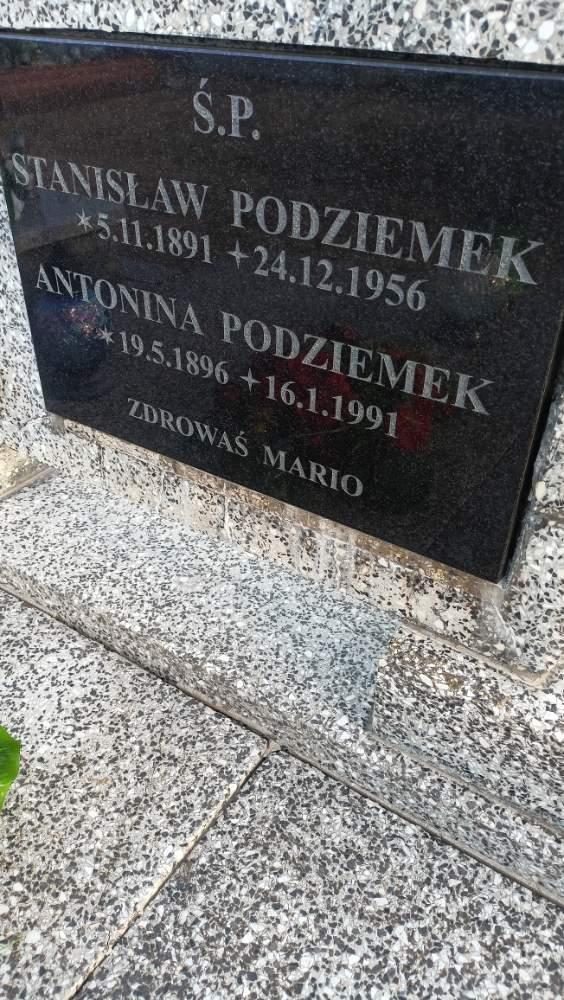 Ś.P.
STANISŁAW PODZIEMEK
*5.11.1891 +24.12.1956
ANTONINA PODZIEMEK
*19.5.1896 +16.1.1991
ZDROWAŚ MARIO